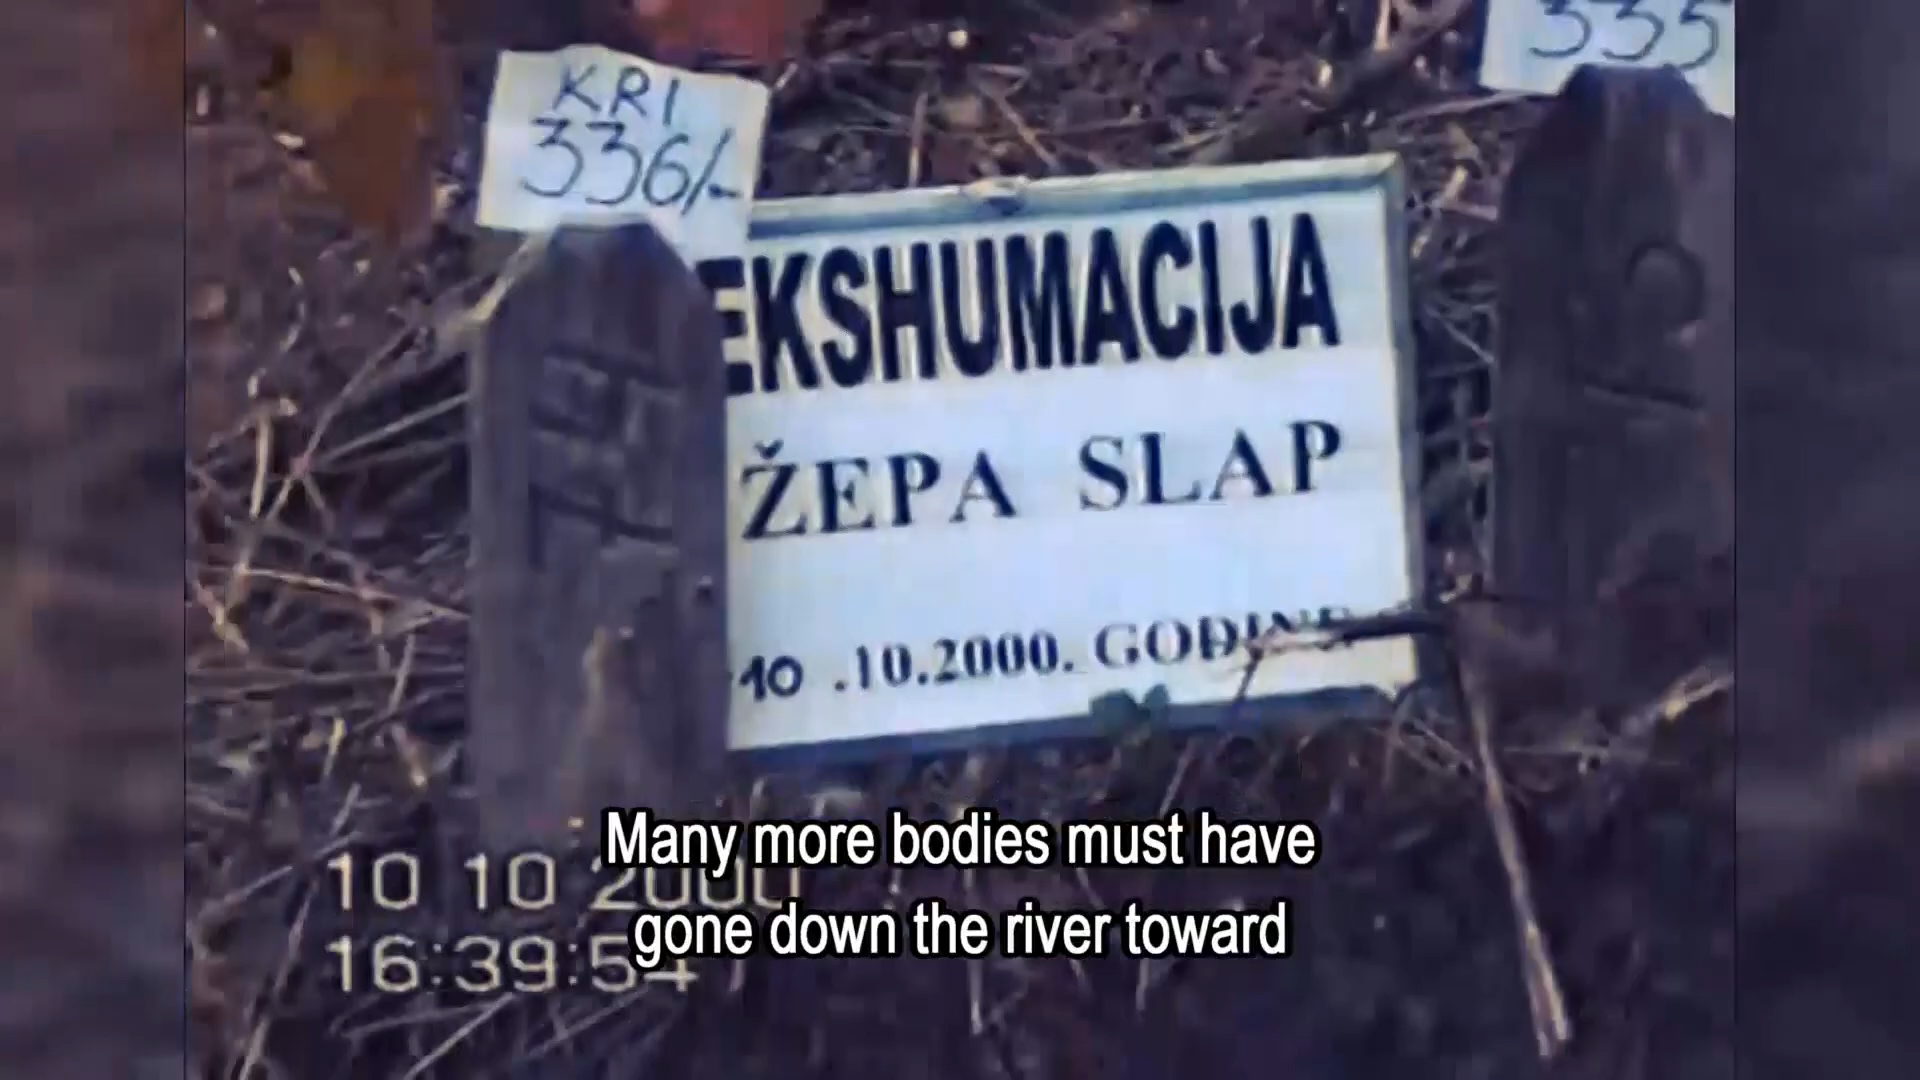 KRI
336/-
335
EKSHUMACIJA
ŽEPA SLAP
10 .10.2000. GODINE
10 10 2000
16:39:54
Many more bodies must have
gone down the river toward